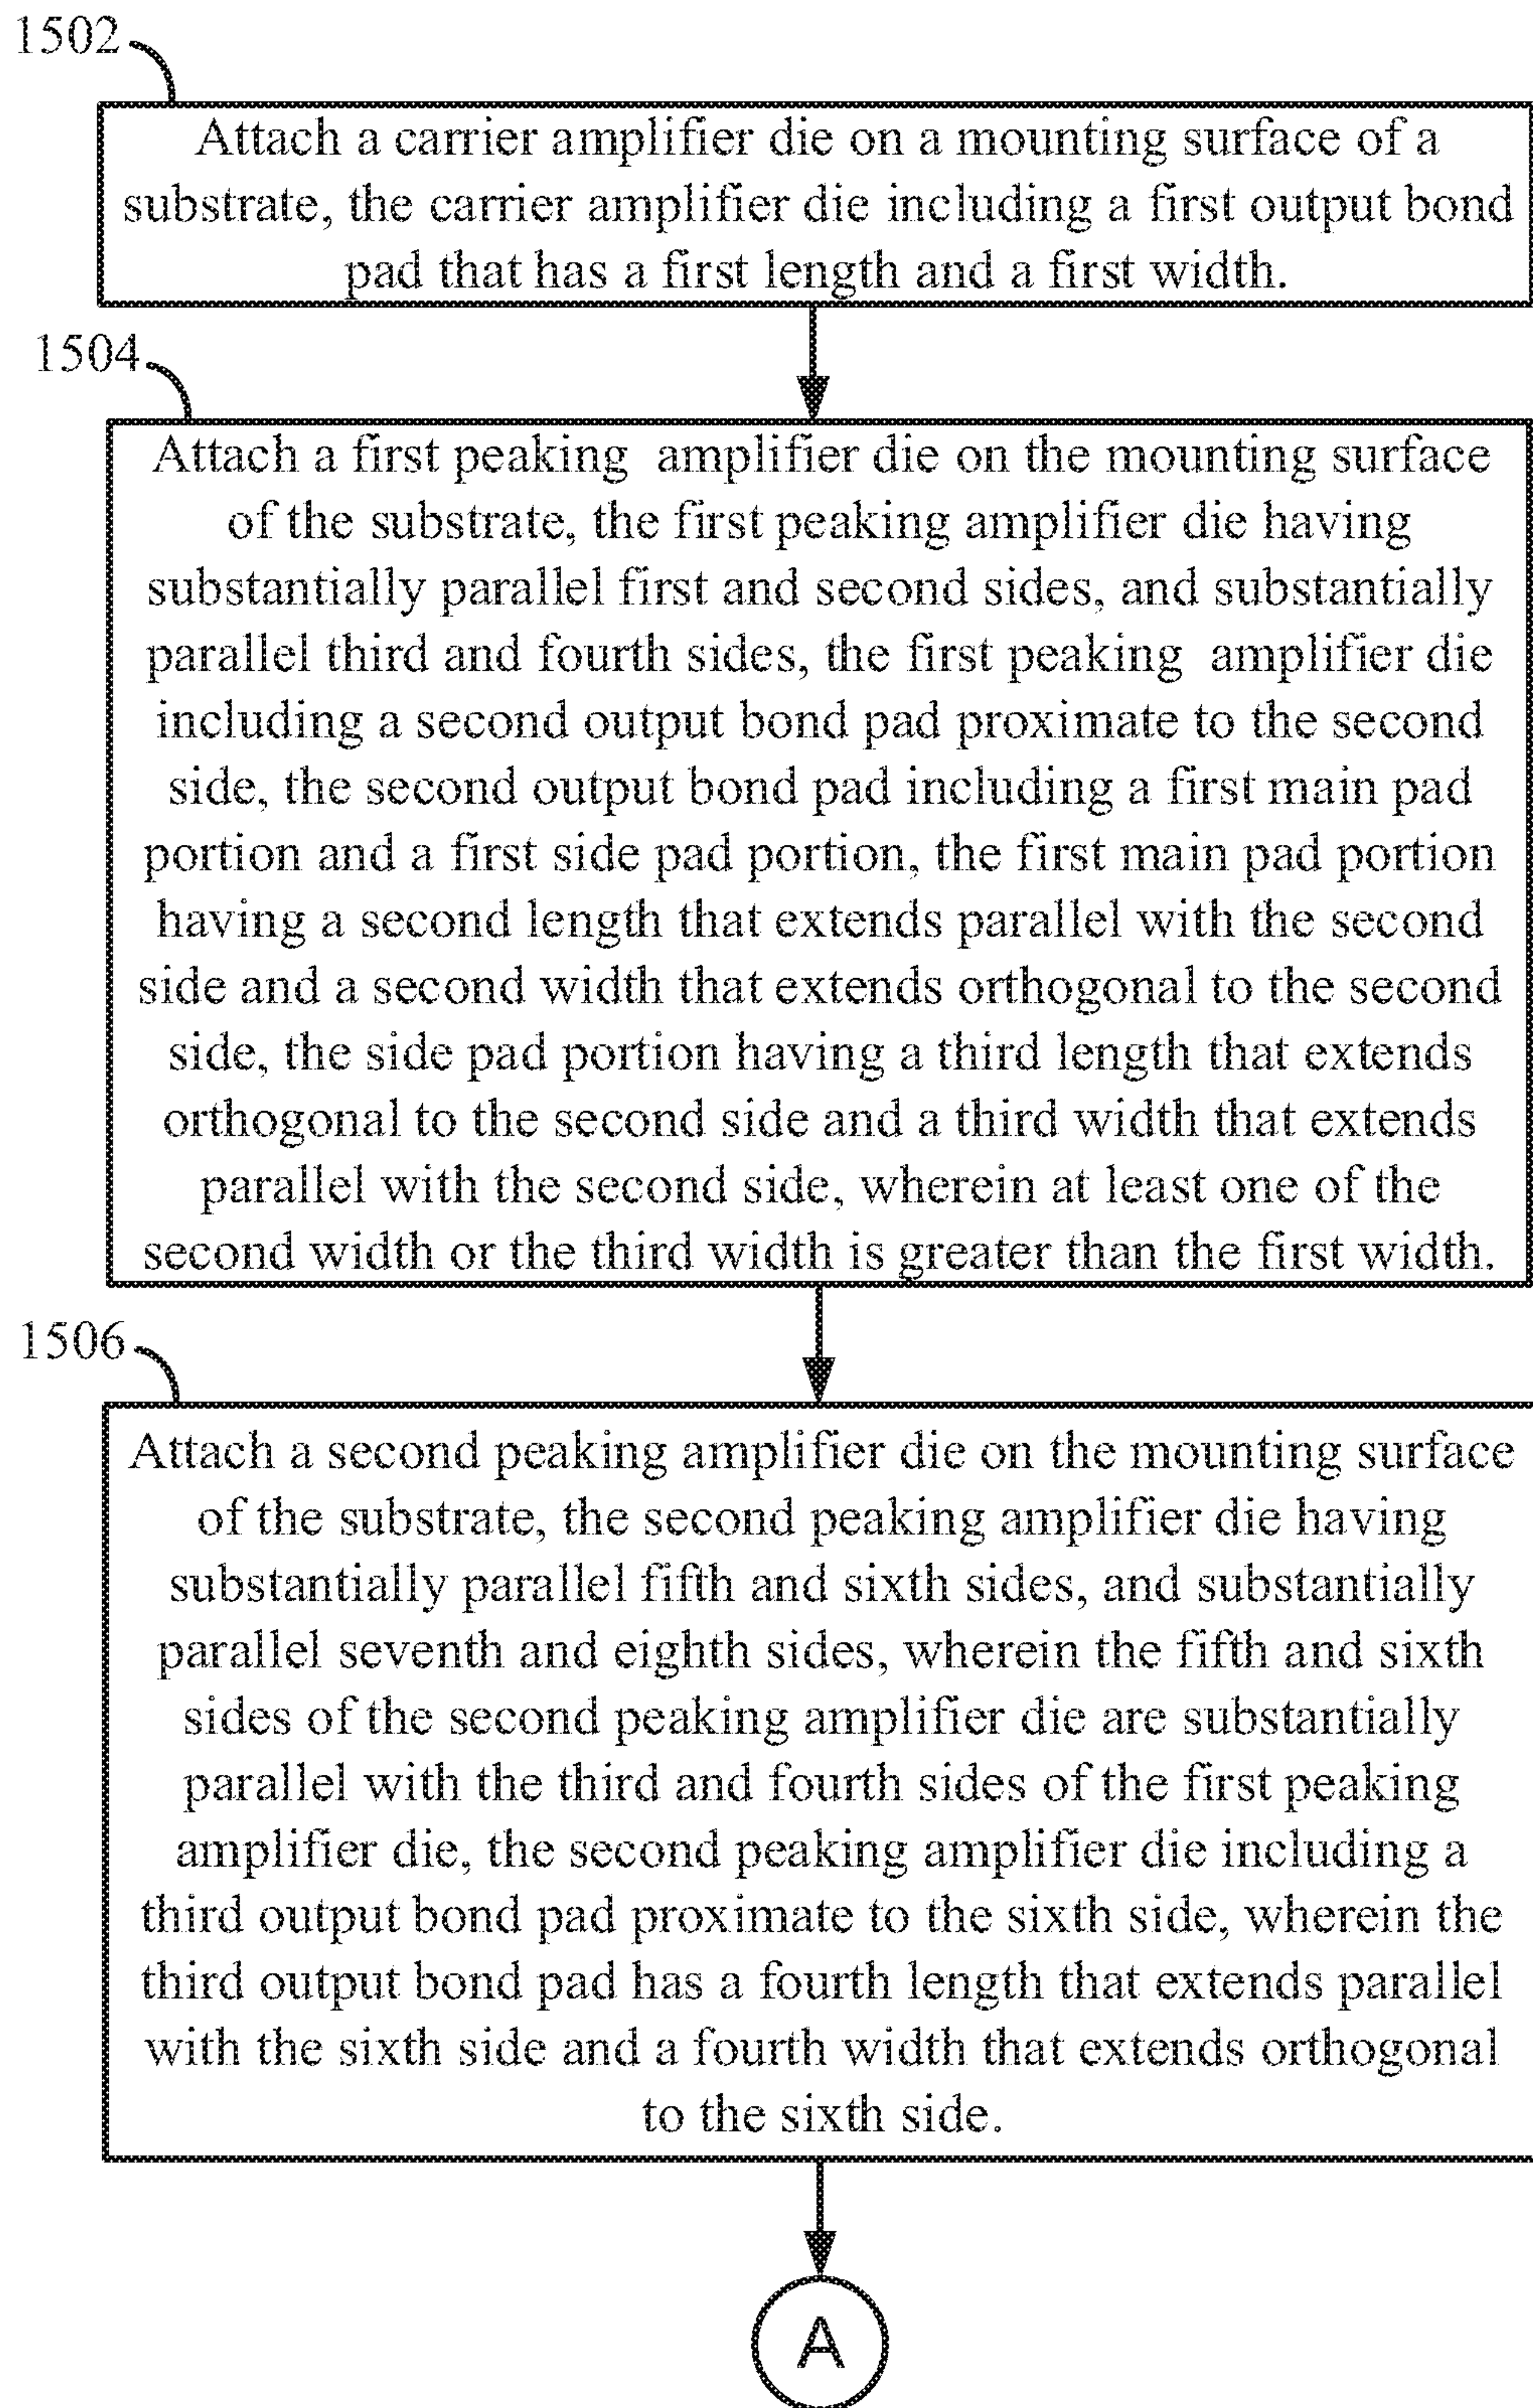 1502
Attach a carrier amplifier die on a mounting surface of a
substrate, the carrier amplifier die including a first output bond
pad that has a first length and a first width.
1504
Attach a first peaking amplifier die on the mounting surface
of the substrate, the first peaking amplifier die having
substantially parallel first and second sides, and substantially
parallel third and fourth sides, the first peaking amplifier die
including a second output bond pad proximate to the second
side, the second output bond pad including a first main pad
portion and a first side pad portion, the first main pad portion
having a second length that extends parallel with the second
side and a second width that extends orthogonal to the second
side, the side pad portion having a third length that extends
orthogonal to the second side and a third width that extends
parallel with the second side, wherein at least one of the
second width or the third width is greater than the first width.
1506
Attach a second peaking amplifier die on the mounting surface
of the substrate, the second peaking amplifier die having
substantially parallel fifth and sixth sides, and substantially
parallel seventh and eighth sides, wherein the fifth and sixth
sides of the second peaking amplifier die are substantially
parallel with the third and fourth sides of the first peaking
amplifier die, the second peaking amplifier die including a
third output bond pad proximate to the sixth side, wherein the
third output bond pad has a fourth length that extends parallel
with the sixth side and a fourth width that extends orthogonal
to the sixth side.
A